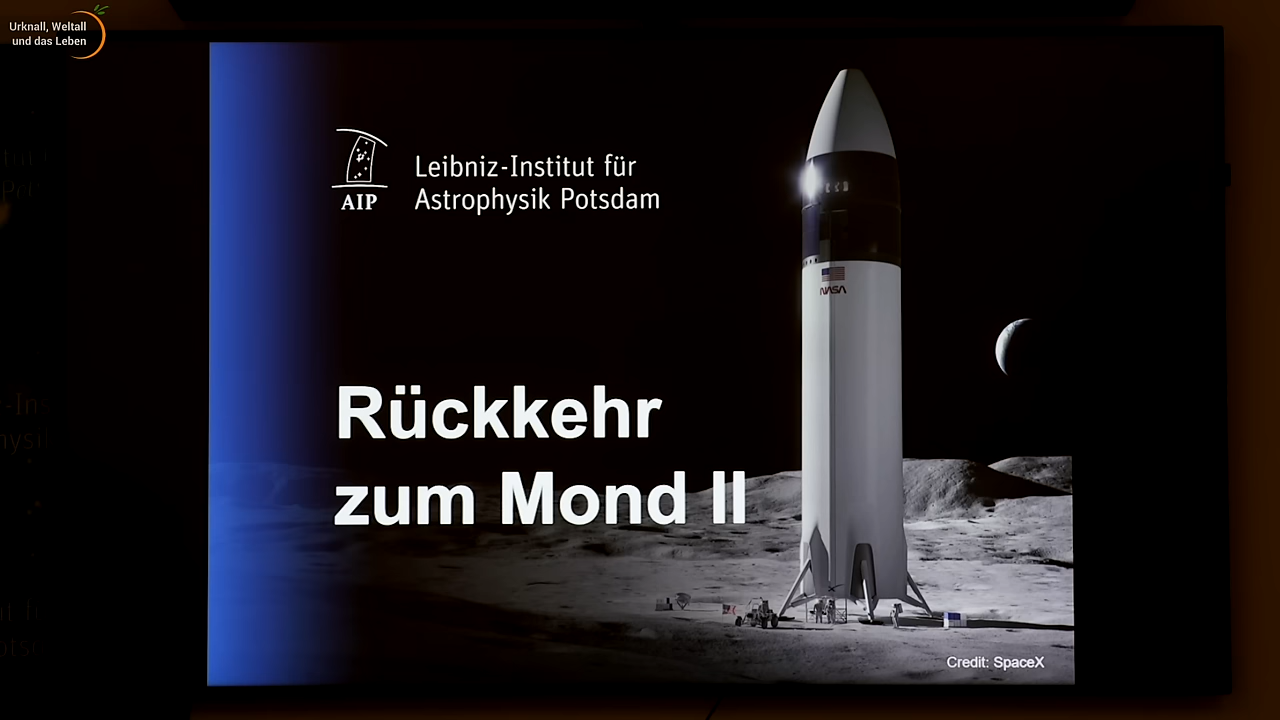 Urknall, Weltall
und das Leben
AIP
Leibniz-Institut für
Astrophysik Potsdam
NASA
Rückkehr
zum Mond II
Credit: SpaceX